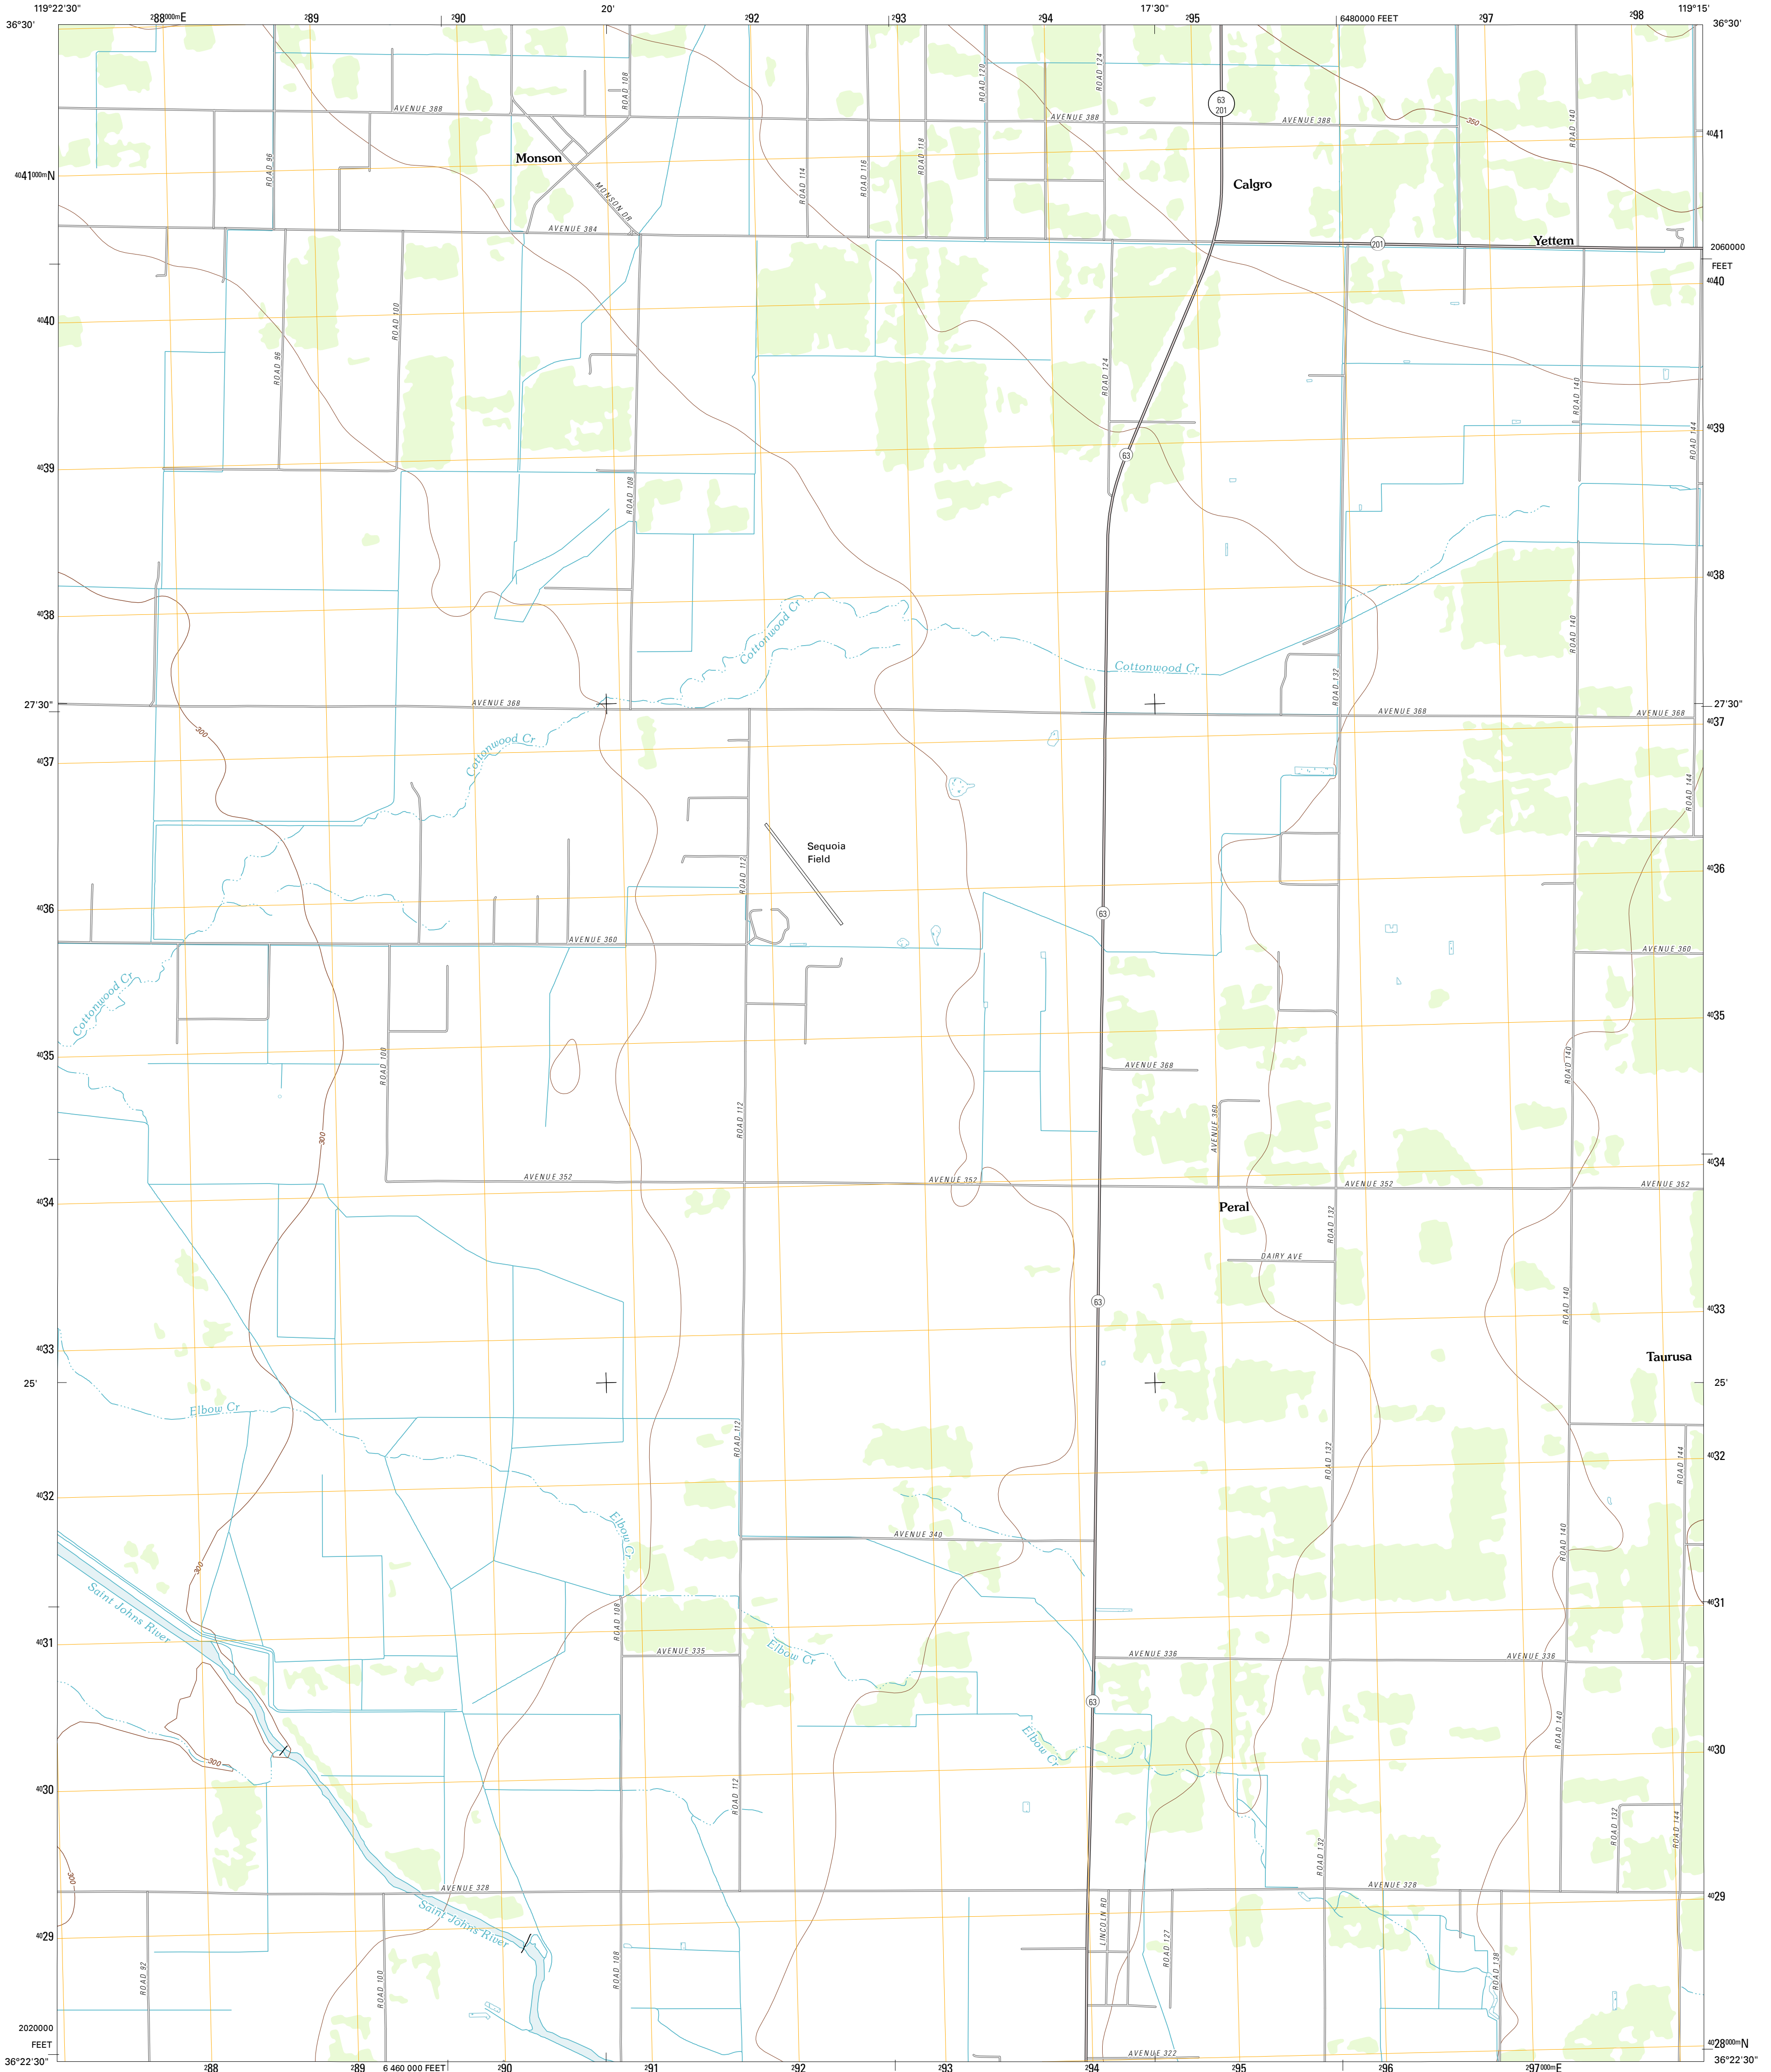 119°22'30"
288000mE
289
290
20'
292
293
294
17'30"
295
6480000 FEET
297
298
119°15'
36°30'
36°30'
ROAD 108
ROAD 120
ROAD 124
63
201
AVENUE 388
AVENUE 388
AVENUE 388
350
ROAD 140
4041
Monson
ROAD 96
ROAD 118
ROAD 116
ROAD 114
4041000mN
Calgro
MONSON DR
AVENUE 384
201
Yettem
2060000
FEET
4040
4040
ROAD 100
ROAD 96
ROAD 124
ROAD 140
4039
ROAD 144
63
4039
ROAD 108
4038
4038
Cottonwood Cr
Cottonwood Cr
ROAD 140
ROAD 132
27'30"
AVENUE 368
27'30"
AVENUE 368
AVENUE 368
4037
300
Cottonwood Cr
4037
ROAD 144
Sequoia
Field
ROAD 112
4036
4036
63
AVENUE 360
AVENUE 360
Cottonwood Cr
4035
4035
ROAD 100
AVENUE 368
ROAD 140
ROAD 112
300
AVENUE 360
4034
AVENUE 352
AVENUE 352
AVENUE 352
AVENUE 352
4034
Peral
ROAD 132
DAIRY AVE
63
ROAD 140
4033
4033
Taurusa
25'
25'
Elbow Cr
ROAD 112
ROAD 132
ROAD 144
4032
4032
Elbow Cr
AVENUE 340
ROAD 140
300
Saint Johns River
ROAD 108
4031
4031
AVENUE 335
Elbow Cr
AVENUE 336
AVENUE 336
63
Elbow Cr
ROAD 140
4030
300
4030
ROAD 112
ROAD 132
ROAD 144
ROAD 132
300
AVENUE 328
AVENUE 328
4029
Saint Johns River
4029
LINCOLN RD
ROAD 127
ROAD 92
ROAD 100
ROAD 108
ROAD 138
2020000
FEET
4028000mN
AVENUE 322
36°22'30"
36°22'30"
288
289
6 460 000 FEET
290
291
292
293
294
295
296
297000mE